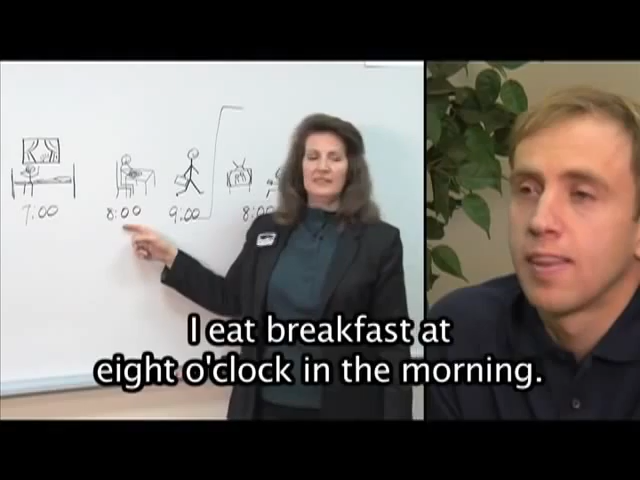 7:00 8:00 9:00 8:00
I eat breakfast at
eight o'clock in the morning.